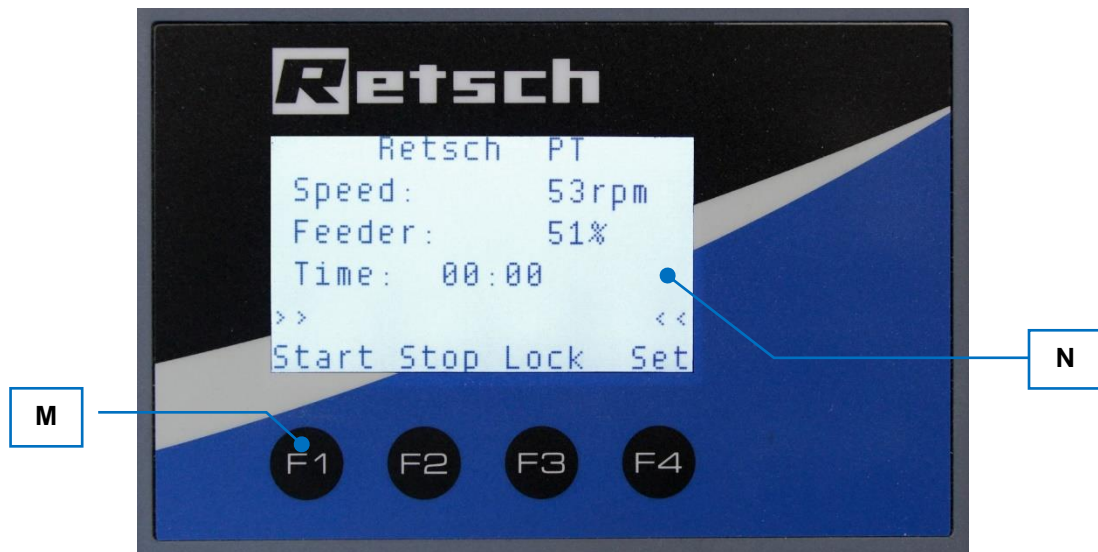 Retsch
Retsch PT
Speed: 53rpm
Feeder: 51%
Time: 00:00
>> <<
Start Stop Lock Set
N
M
F1 F2 F3 F4